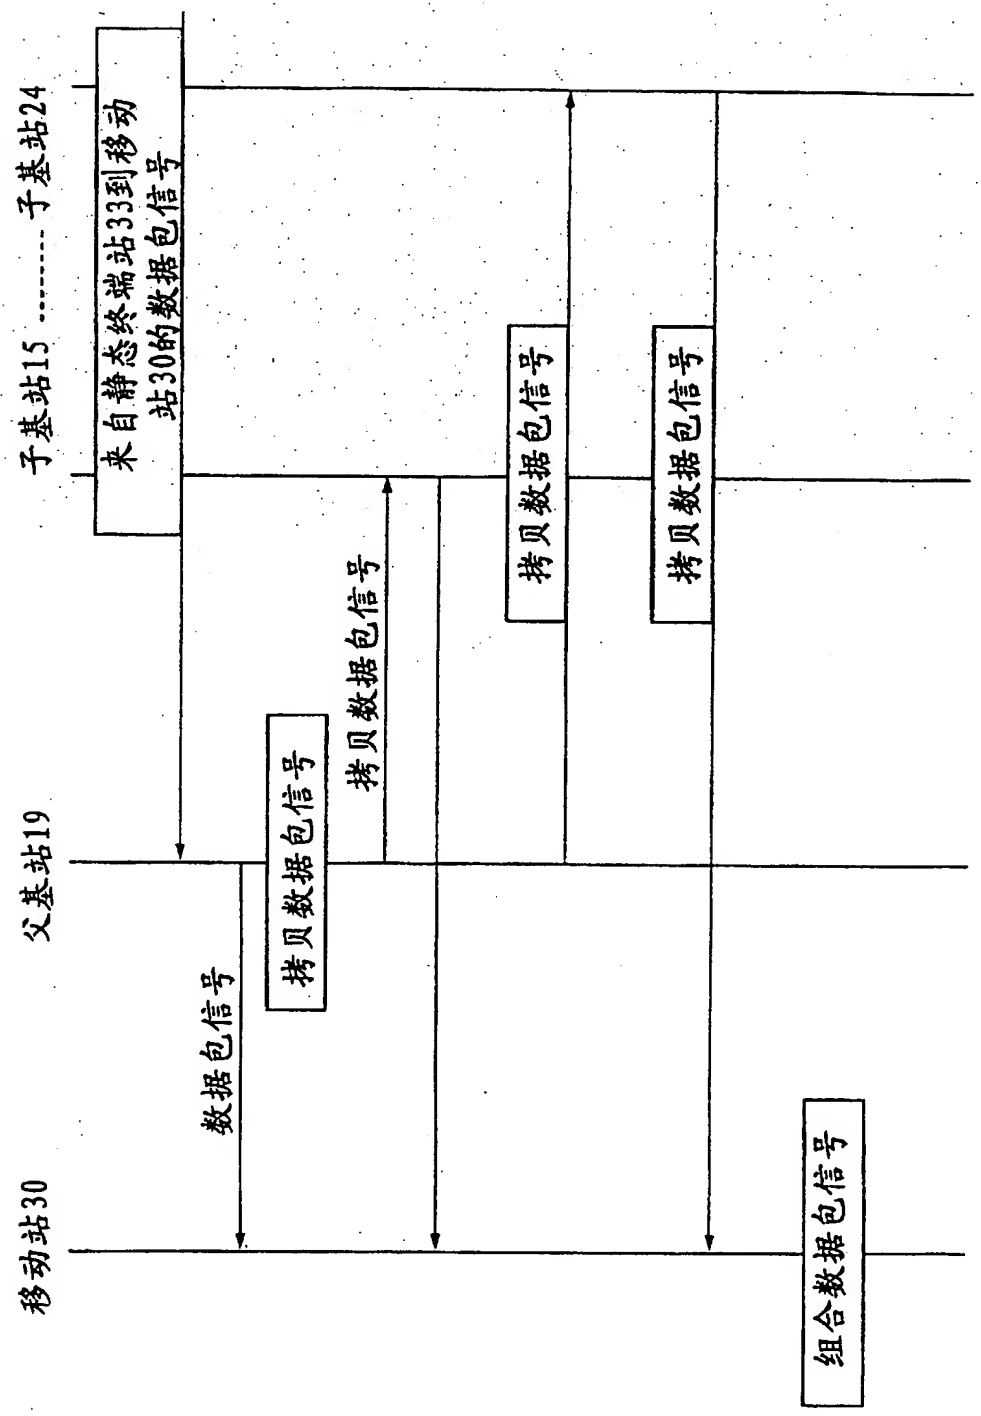 移动站30
父基站19
子基站15 -------- 子基站24
来自静态终端站33到移动
站30的数据包信号
数据包信号
拷贝数据包信号
拷贝数据包信号
拷贝数据包信号
拷贝数据包信号
组合数据包信号